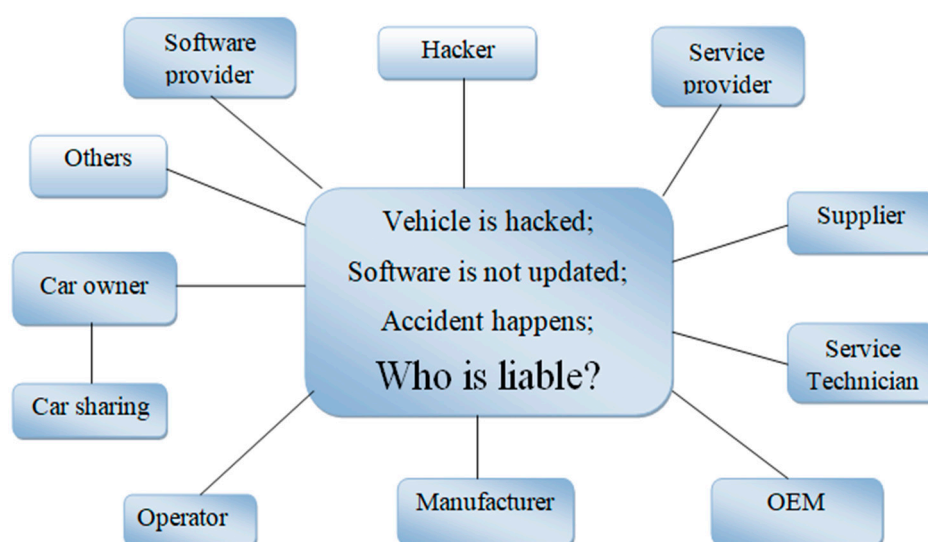 Software
provider
Hacker
Service
provider
Others
Supplier
Vehicle is hacked;
Software is not updated;
Accident happens;
Who is liable?
Car owner
Service
Technician
Car sharing
Operator
Manufacturer
OEM